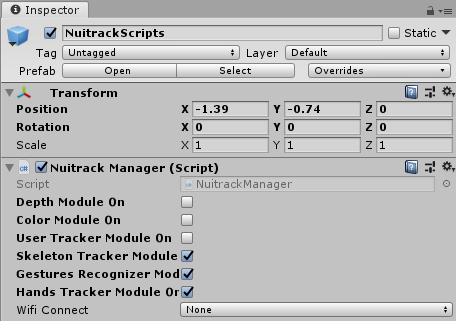 Inspector
NuitrackScripts Static
Tag Untagged Layer Default
Prefab Open Select Overrides
Transform
Position X -1.39 Y -0.74 Z 0
Rotation X 0 Y 0 Z 0
Scale X 1 Y 1 Z 1
Nuitrack Manager (Script)
Script NuitrackManager
Depth Module On
Color Module On
User Tracker Module On
Skeleton Tracker Module
Gestures Recognizer Mod
Hands Tracker Module Or
Wifi Connect None